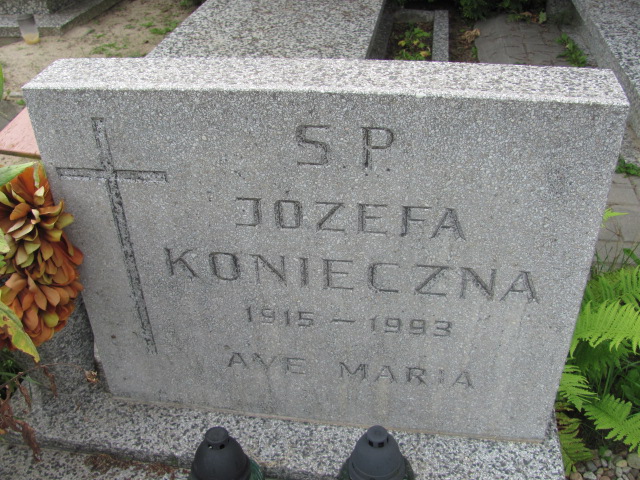 Ś.P.
JÓZEFA
KONIECZNA
1915 – 1993
AVE MARIA